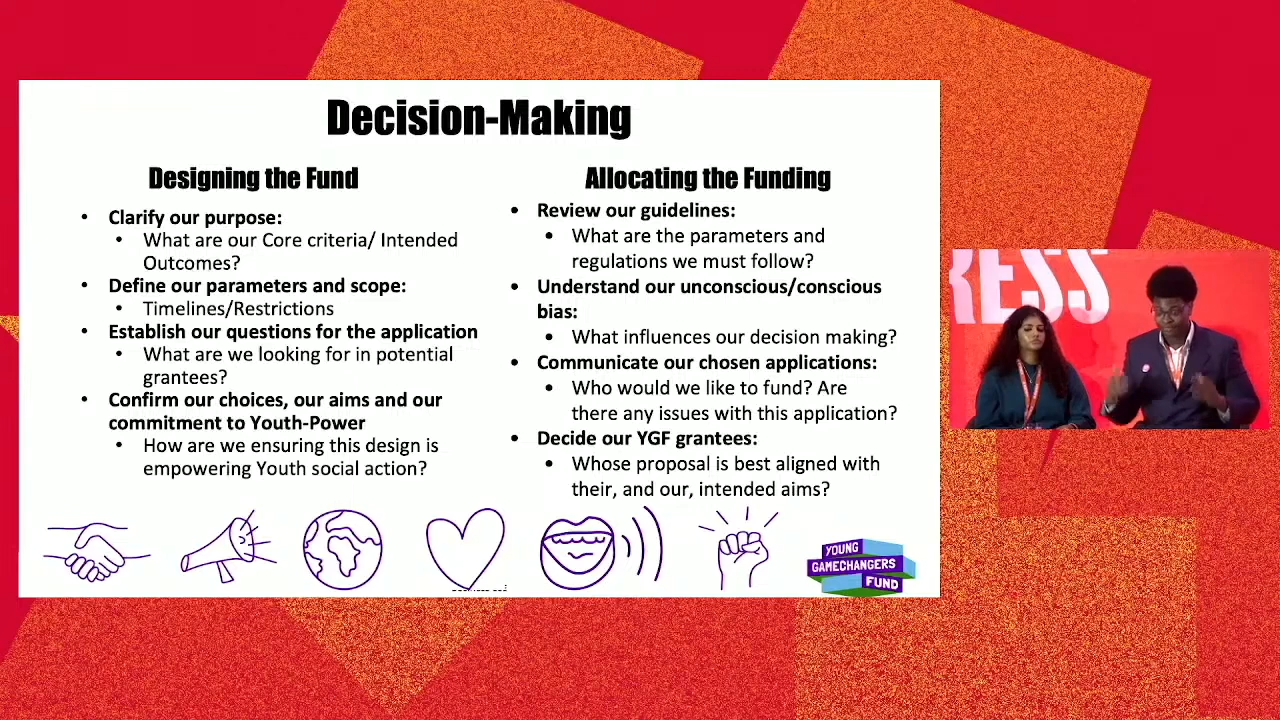 Decision-Making
Designing the Fund
• Clarify our purpose:
• What are our Core criteria/ Intended
Outcomes?
• Define our parameters and scope:
• Timelines/Restrictions
• Establish our questions for the application
• What are we looking for in potential
grantees?
• Confirm our choices, our aims and our
commitment to Youth-Power
• How are we ensuring this design is
empowering Youth social action?
Allocating the Funding
• Review our guidelines:
• What are the parameters and
regulations we must follow?
• Understand our unconscious/conscious
bias:
• What influences our decision making?
• Communicate our chosen applications:
• Who would we like to fund? Are
there any issues with this application?
• Decide our YGF grantees:
• Whose proposal is best aligned with
their, and our, intended aims?
YOUNG
GAMECHANGERS
FUND
RESS